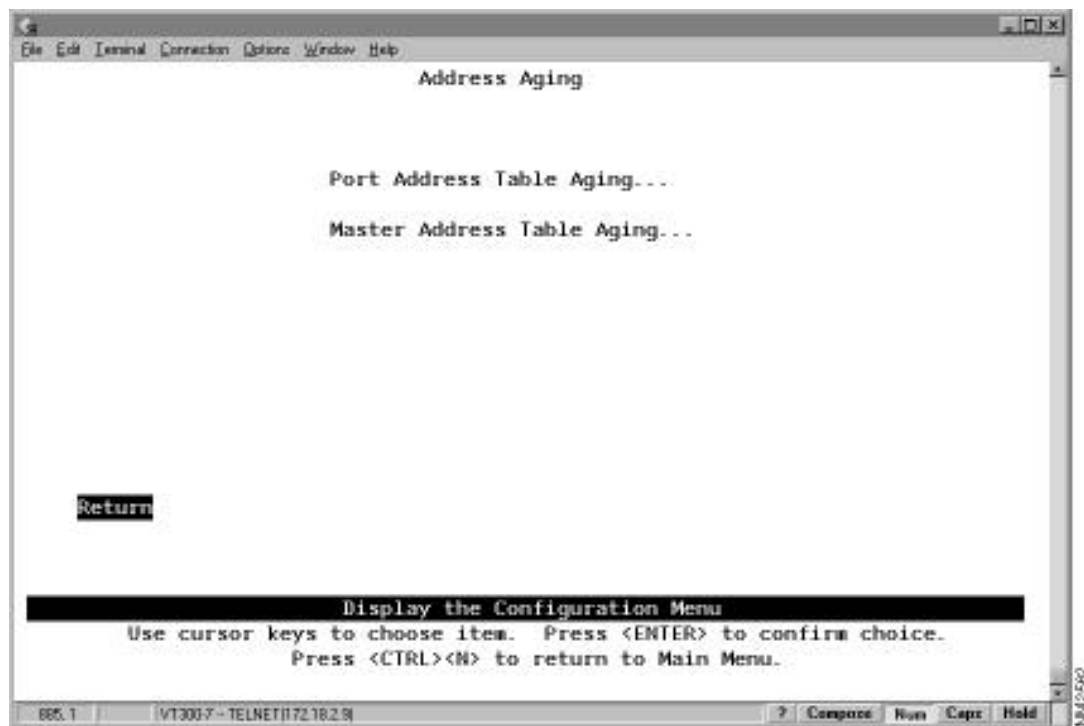 File Edit Terminal Connection Options Window Help
Address Aging
Port Address Table Aging...
Master Address Table Aging...
Return
Display the Configuration Menu
Use cursor keys to choose item. Press <ENTER> to confirm choice.
Press <CTRL><N> to return to Main Menu.
885, 1 VT300-7 -- TELNET(172.18.2.9) ? Compose Num Caps Hold